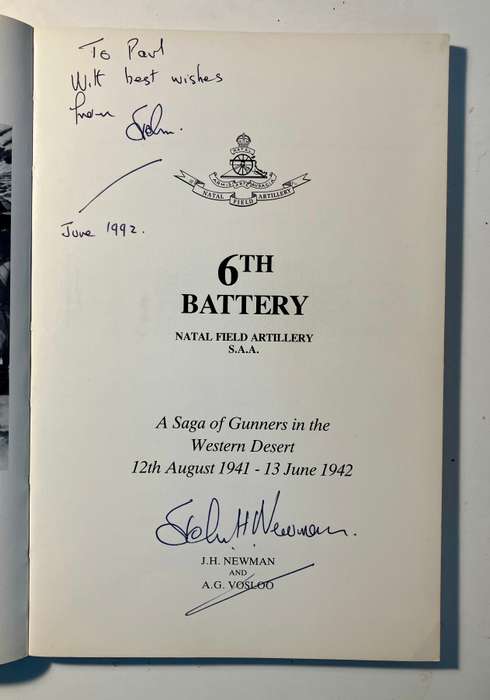 To Paul
With best wishes
from John.
June 1992.
NATAL
NATAL FIELD ARTILLERY
6TH
BATTERY
NATAL FIELD ARTILLERY
S.A.A.
A Saga of Gunners in the
Western Desert
12th August 1941 - 13 June 1942
John H. Newman.
J.H. NEWMAN
AND
A.G. VOSLOO